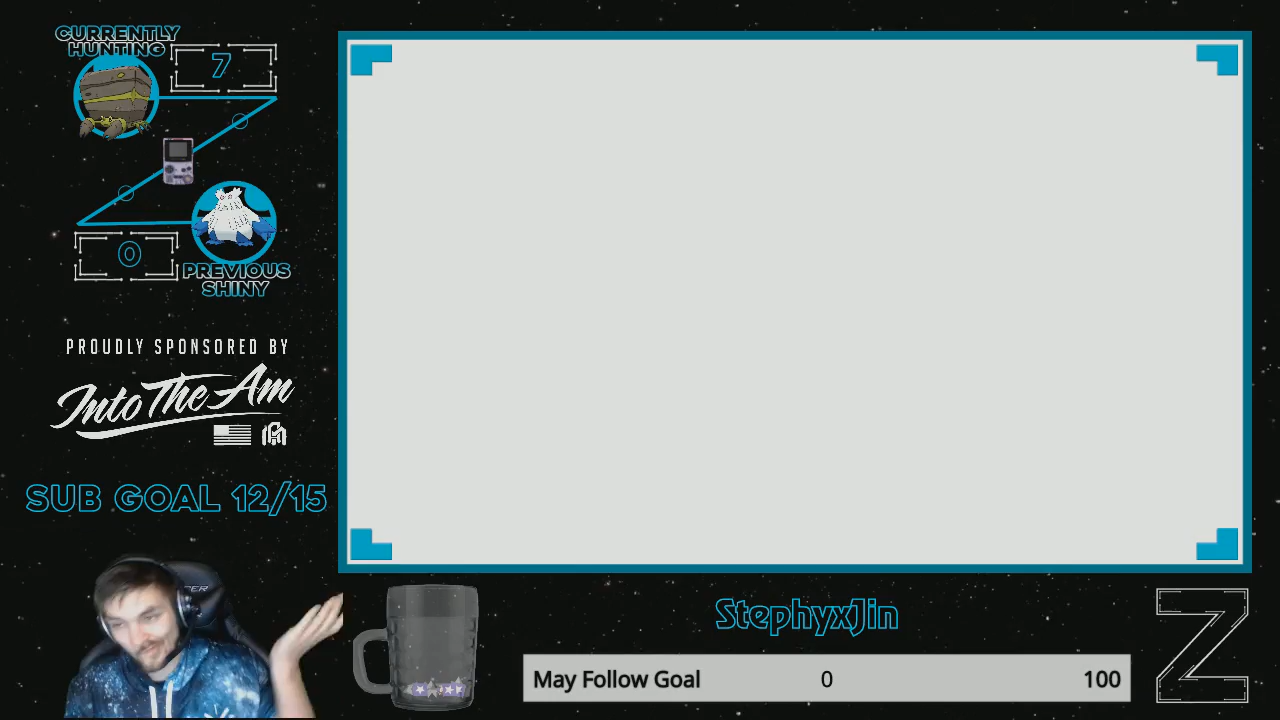 CURRENTLY
HUNTING
7
0
PREVIOUS
SHINY
PROUDLY SPONSORED BY
Into The Am
SUB GOAL 12/15
StephyxJin
May Follow Goal 0 100
Z